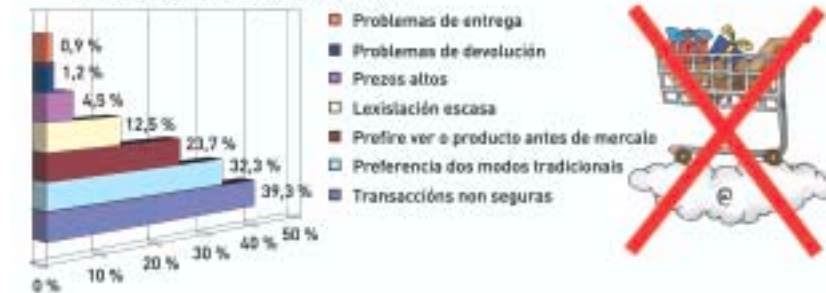 0,9 %
1,2 %
4,5 %
12,5 %
23,7 %
32,3 %
39,3 %
0 %
10 %
20 %
30 %
40 %
50 %
Problemas de entrega
Problemas de devolución
Prezos altos
Lexislación escasa
Prefire ver o producto antes de mercalo
Preferencia dos modos tradicionais
Transaccións non seguras
@